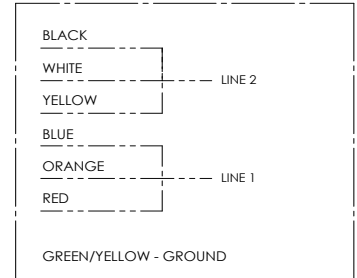 BLACK
WHITE
LINE 2
YELLOW
BLUE
ORANGE
LINE 1
RED
GREEN/YELLOW - GROUND